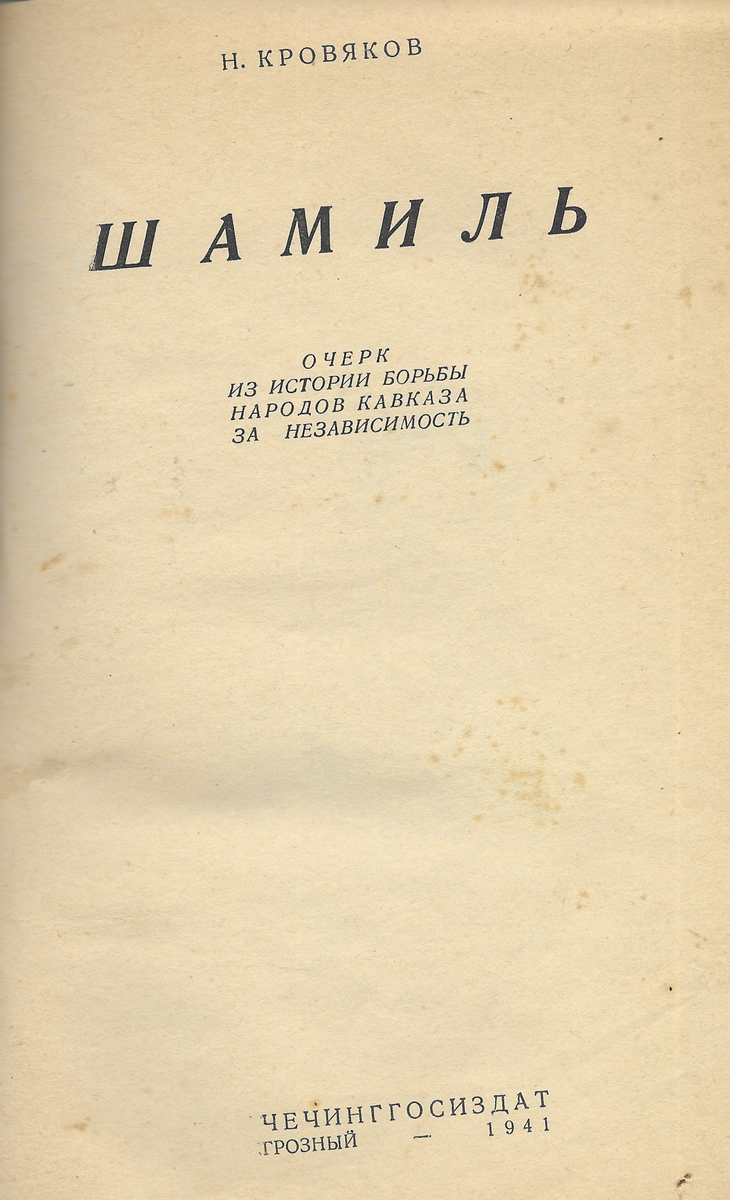 Н. КРОВЯКОВ
ШАМИЛЬ
ОЧЕРК
ИЗ ИСТОРИИ БОРЬБЫ
НАРОДОВ КАВКАЗА
ЗА НЕЗАВИСИМОСТЬ
ЧЕЧИНГГОСИЗДАТ
ГРОЗНЫЙ — 1941